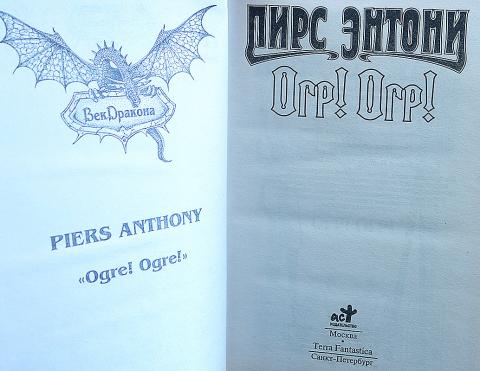 Век Дракона
PIERS ANTHONY
«Ogre! Ogre!»
ПИРС ЭНТОНИ
Огр! Огр!
аст
ИЗДАТЕЛЬСТВО
Москва
Terra Fantastica
Санкт-Петербург